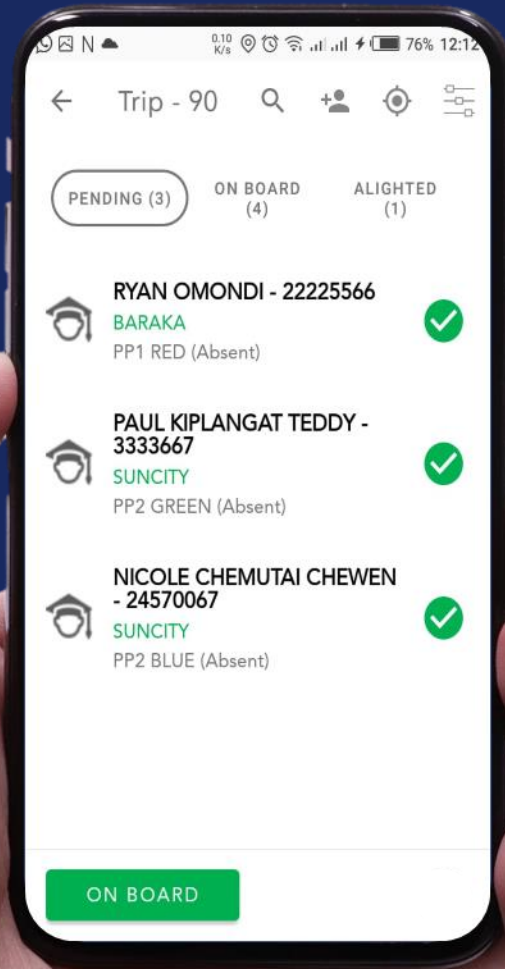 N 0.10 K/s 76% 12:12
Trip - 90
PENDING (3) ON BOARD (4) ALIGHTED (1)
RYAN OMONDI - 22225566
BARAKA
PP1 RED (Absent)
PAUL KIPLANGAT TEDDY -
3333667
SUNCITY
PP2 GREEN (Absent)
NICOLE CHEMUTAI CHEWEN
- 24570067
SUNCITY
PP2 BLUE (Absent)
ON BOARD